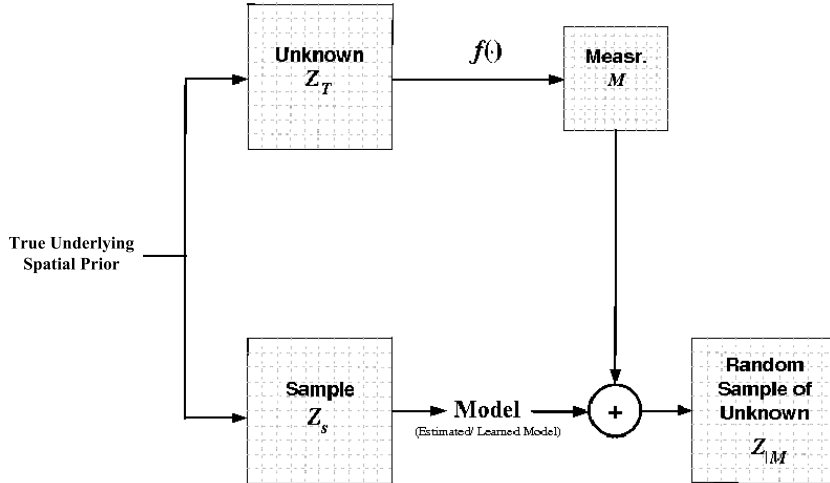 Unknown
Z_T
f(·)
Measr.
M
True Underlying
Spatial Prior
Sample
Z_s
Model
(Estimated/ Learned Model)
+
Random
Sample of
Unknown
Z_|M